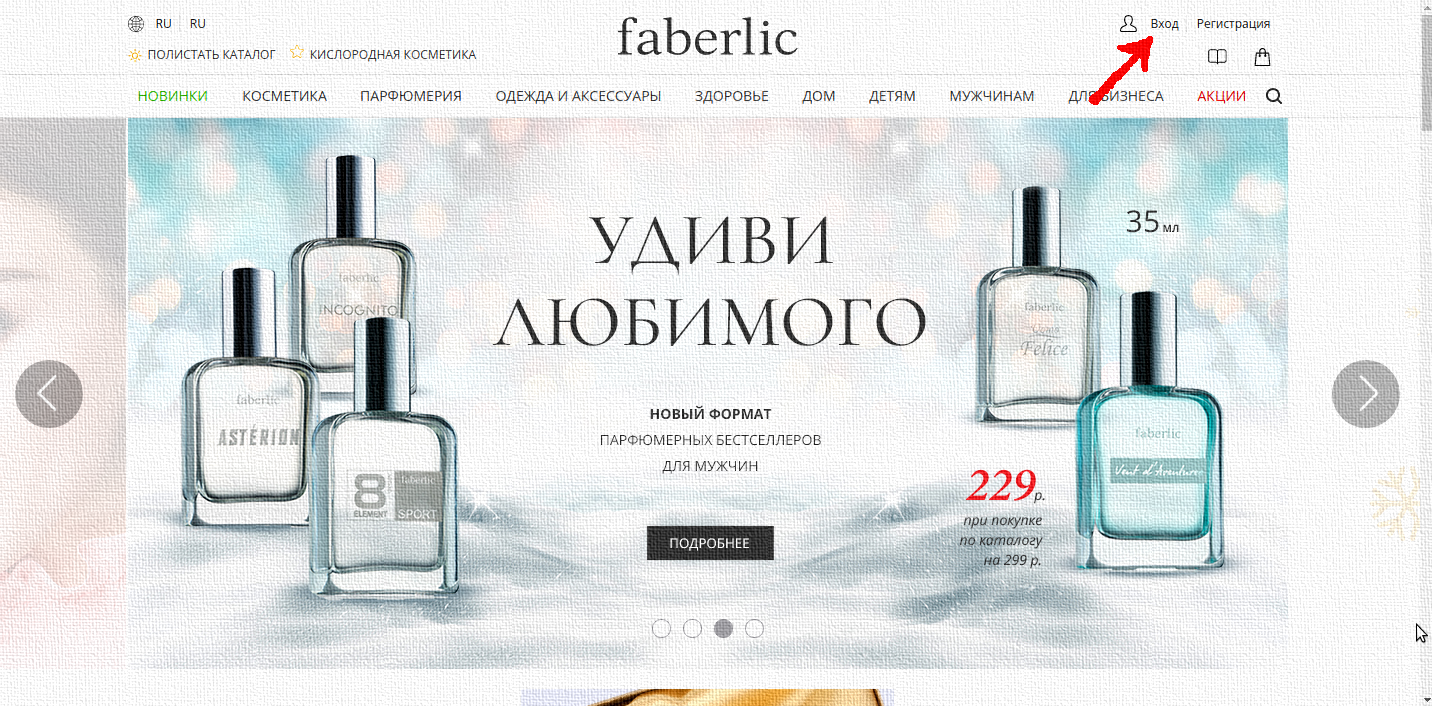 RU RU
faberlic
Вход Регистрация
ПОЛИСТАТЬ КАТАЛОГ КИСЛОРОДНАЯ КОСМЕТИКА
НОВИНКИ КОСМЕТИКА ПАРФЮМЕРИЯ ОДЕЖДА И АКСЕССУАРЫ ЗДОРОВЬЕ ДОМ ДЕТЯМ МУЖЧИНАМ ДЛЯ БИЗНЕСА АКЦИИ
УДИВИ
ЛЮБИМОГО
35 мл
faberlic
INCOGNITO
faberlic
ASTÉRION
faberlic
8
ELEMENT
SPORT
faberlic
Felice
faberlic
Vent d'Aventures
НОВЫЙ ФОРМАТ
ПАРФЮМЕРНЫХ БЕСТСЕЛЛЕРОВ
ДЛЯ МУЖЧИН
229 р.
при покупке
по каталогу
на 299 р.
ПОДРОБНЕЕ